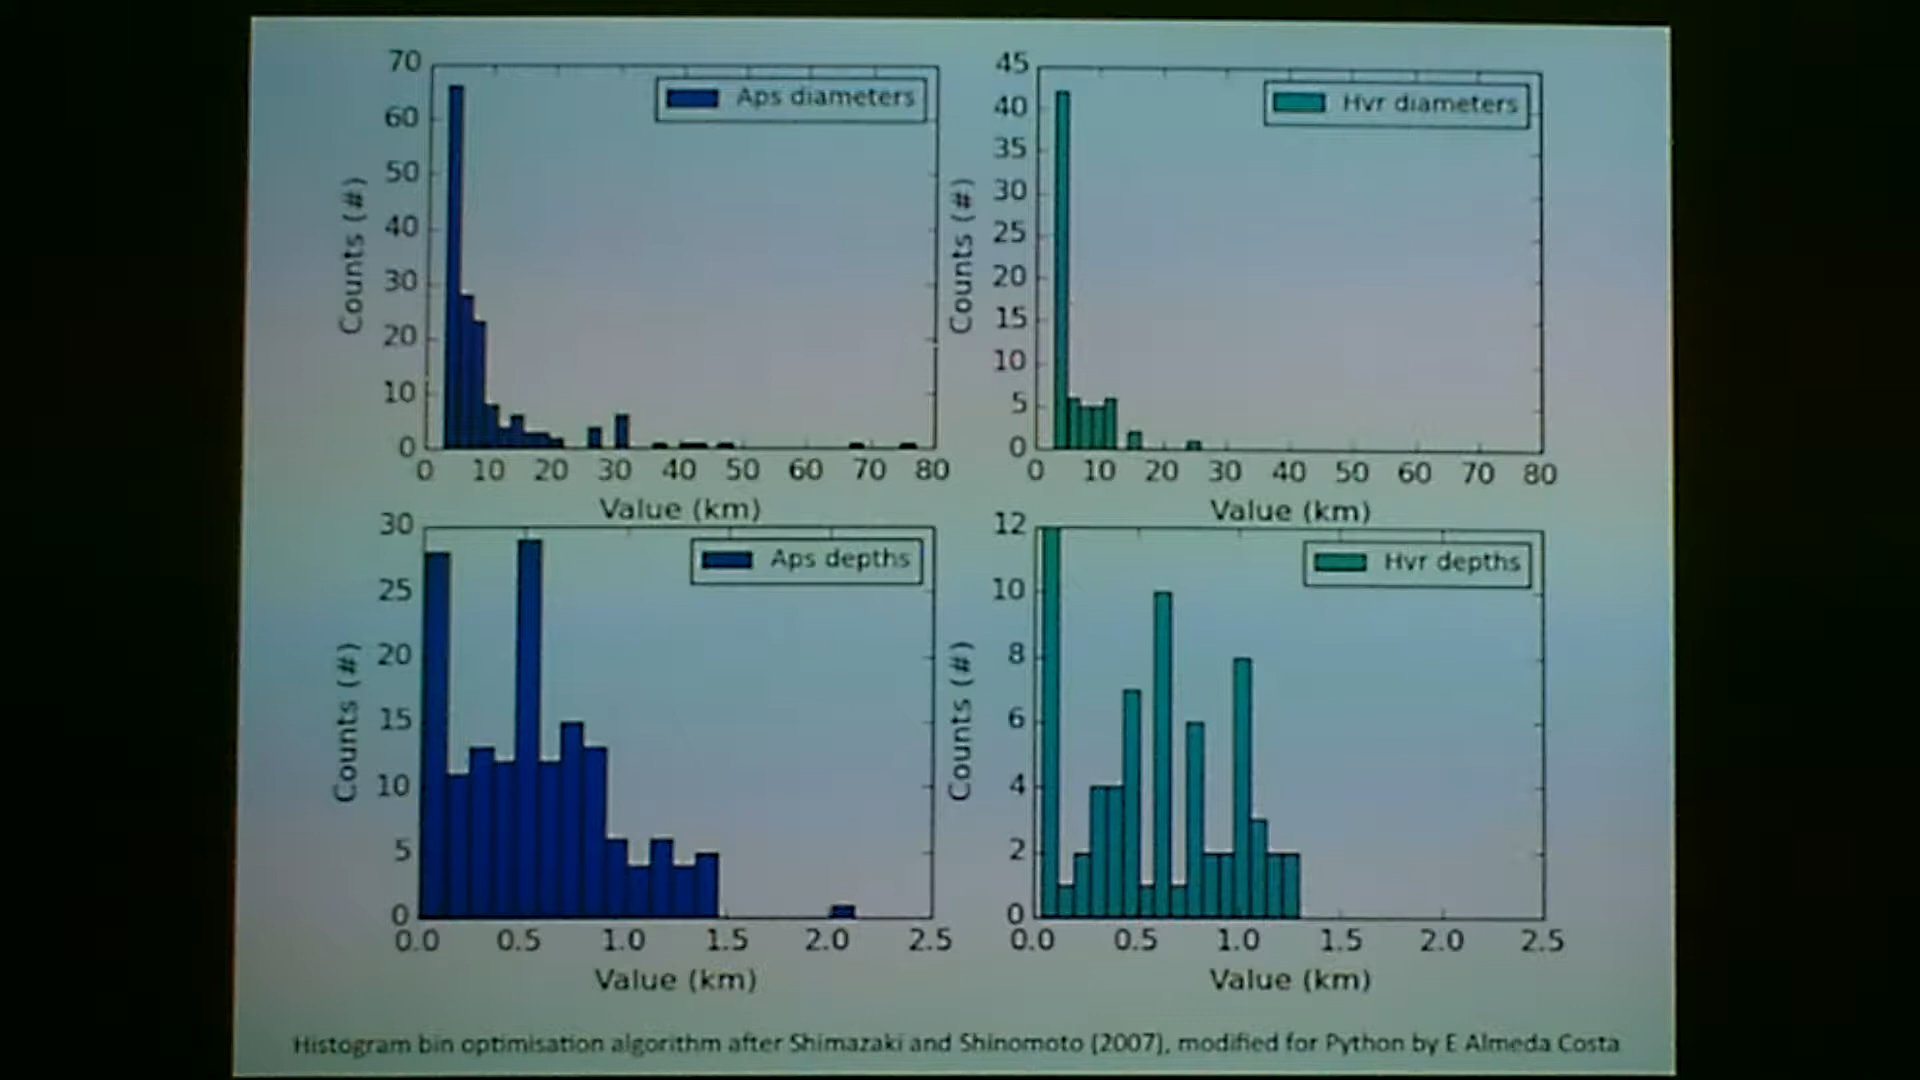 70
60
50
40
30
20
10
0
Counts (#)
Aps diameters
0 10 20 30 40 50 60 70 80
Value (km)
45
40
35
30
25
20
15
10
5
0
Counts (#)
Hvr diameters
0 10 20 30 40 50 60 70 80
Value (km)
30
25
20
15
10
5
0
Counts (#)
Aps depths
0.0 0.5 1.0 1.5 2.0 2.5
Value (km)
12
10
8
6
4
2
0
Counts (#)
Hvr depths
0.0 0.5 1.0 1.5 2.0 2.5
Value (km)
Histogram bin optimisation algorithm after Shimazaki and Shinomoto (2007), modified for Python by E Almeda Costa